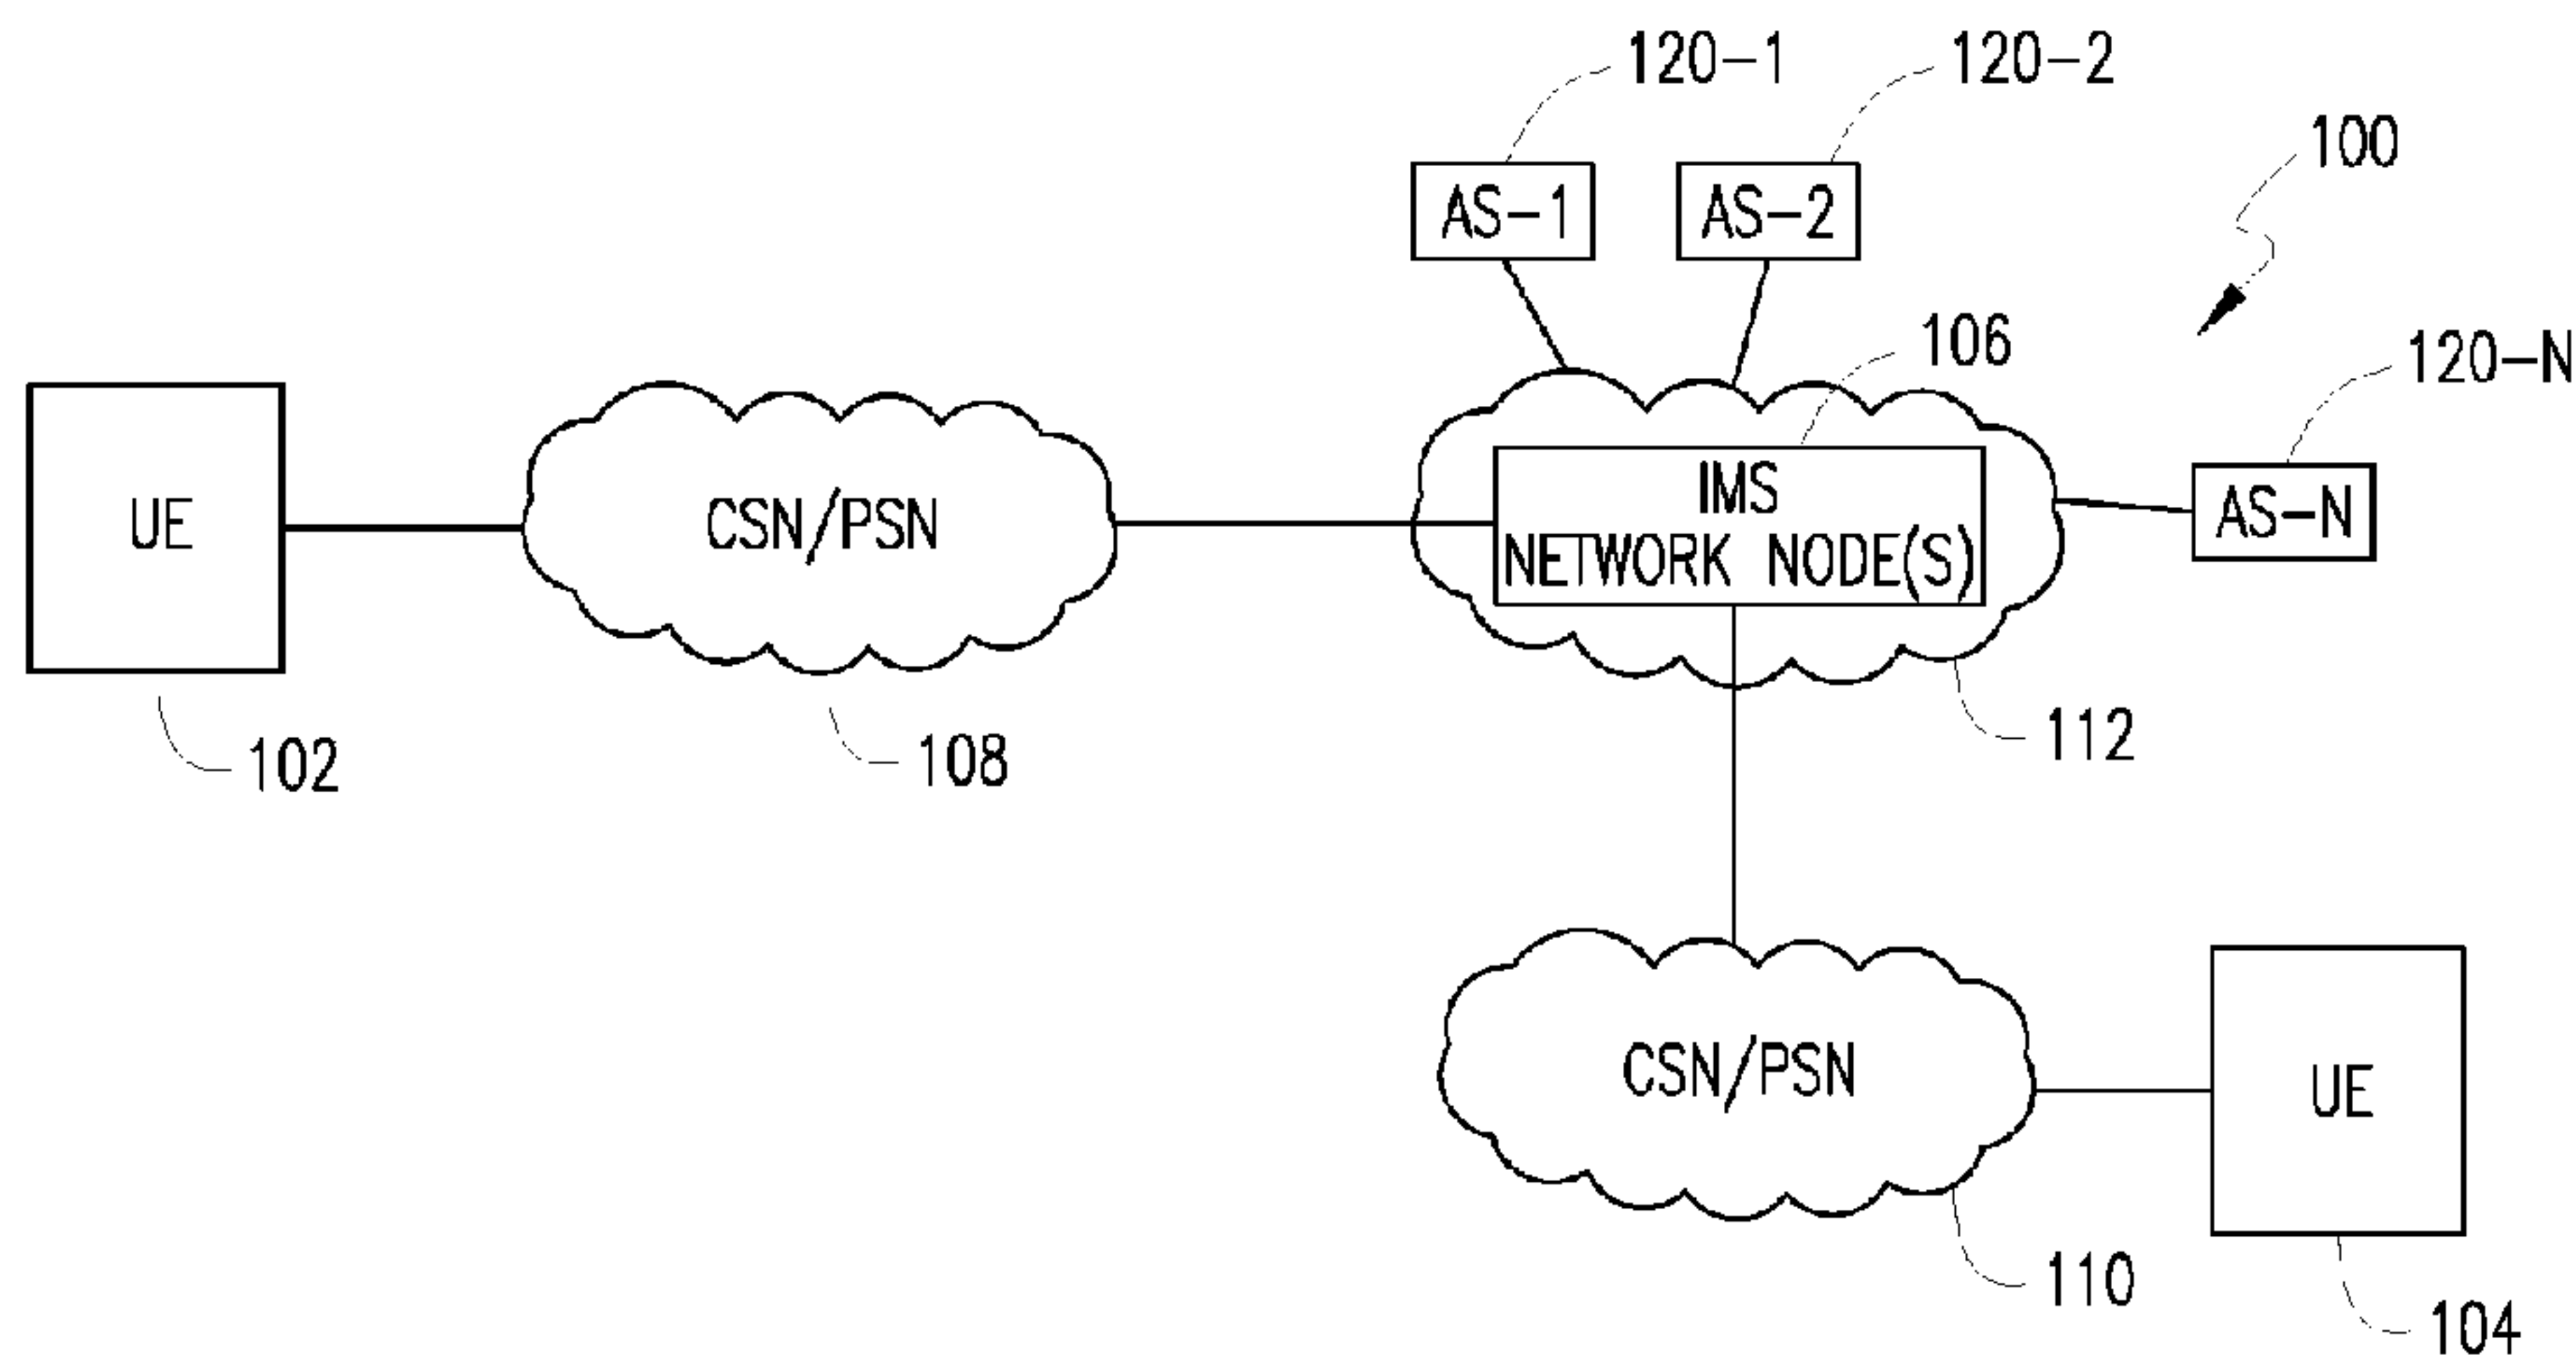 120-1
120-2
100
AS-1
AS-2
106
120-N
UE
CSN/PSN
IMS
NETWORK NODE(S)
AS-N
102
108
112
CSN/PSN
UE
110
104